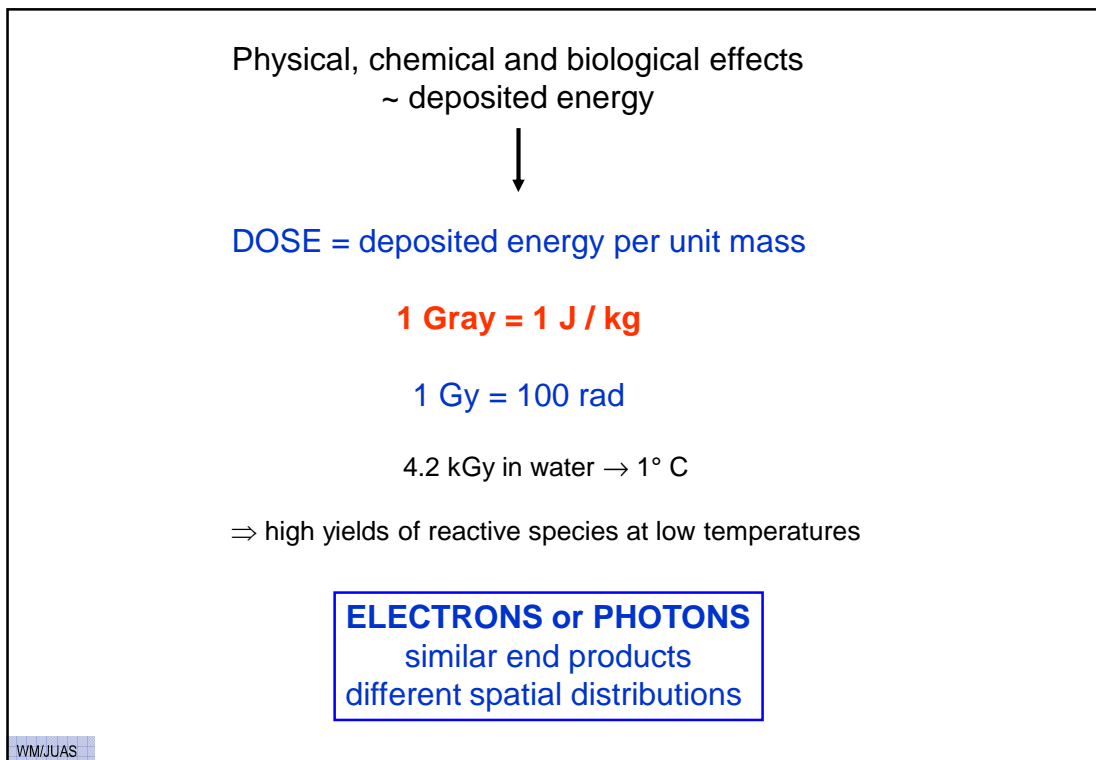 Physical, chemical and biological effects
~ deposited energy
DOSE = deposited energy per unit mass
1 Gray = 1 J / kg
1 Gy = 100 rad
4.2 kGy in water → 1° C
⇒ high yields of reactive species at low temperatures
ELECTRONS or PHOTONS
similar end products
different spatial distributions
WM/JUAS